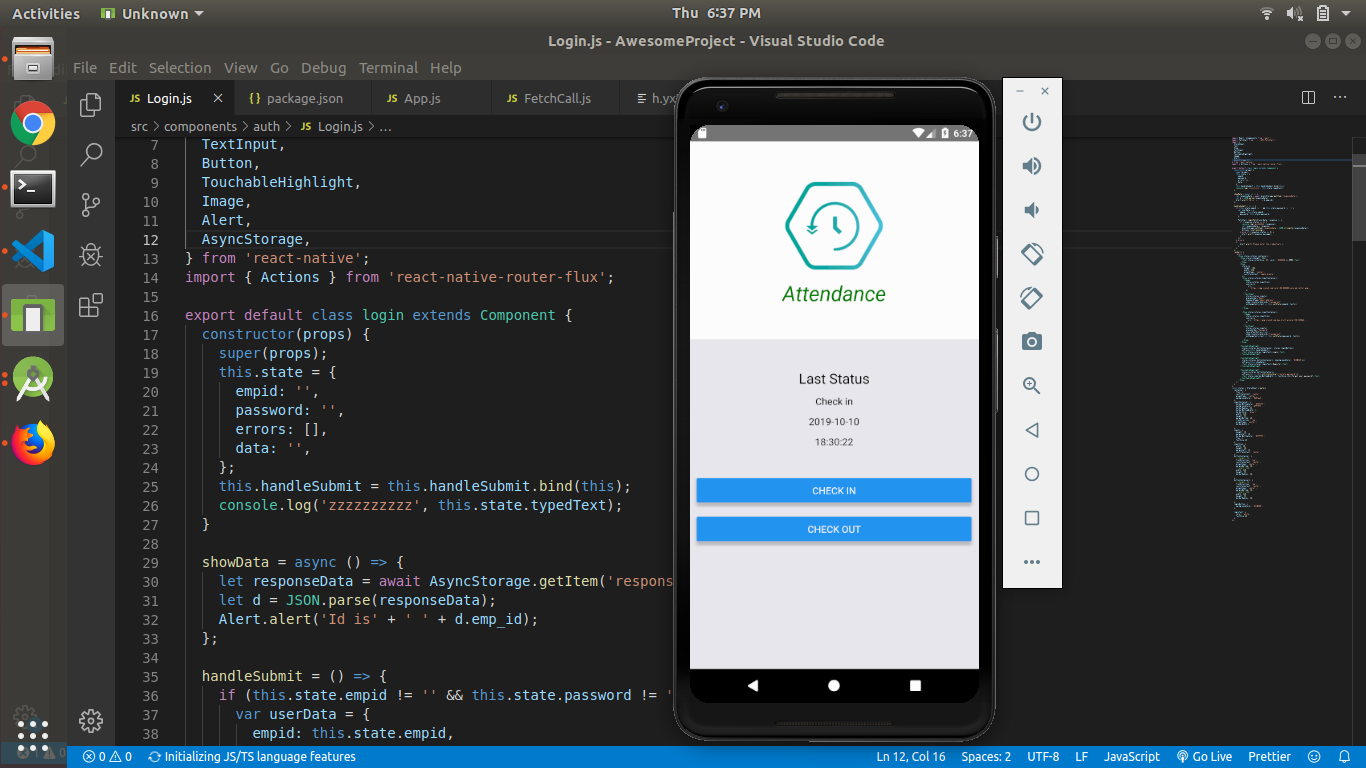 Activities
Unknown
Thu 6:37 PM
Login.js - AwesomeProject - Visual Studio Code
File Edit Selection View Go Debug Terminal Help
JS Login.js
{} package.json
JS App.js
JS FetchCall.js
h.yx
src > components > auth > JS Login.js > ...
7 TextInput,
8 Button,
9 TouchableHighlight,
10 Image,
11 Alert,
12 AsyncStorage,
13 } from 'react-native';
14 import { Actions } from 'react-native-router-flux';
15
16 export default class login extends Component {
17 constructor(props) {
18 super(props);
19 this.state = {
20 empid: '',
21 password: '',
22 errors: [],
23 data: '',
24 };
25 this.handleSubmit = this.handleSubmit.bind(this);
26 console.log('zzzzzzzzzz', this.state.typedText);
27 }
28
29 showData = async () => {
30 let responseData = await AsyncStorage.getItem('respons
31 let d = JSON.parse(responseData);
32 Alert.alert('Id is' + ' ' + d.emp_id);
33 };
34
35 handleSubmit = () => {
36 if (this.state.empid != '' && this.state.password != '
37 var userData = {
38 empid: this.state.empid,
6:37
Attendance
Last Status
Check in
2019-10-10
18:30:22
CHECK IN
CHECK OUT
0 0
Initializing JS/TS language features
Ln 12, Col 16
Spaces: 2
UTF-8
LF
JavaScript
Go Live
Prettier